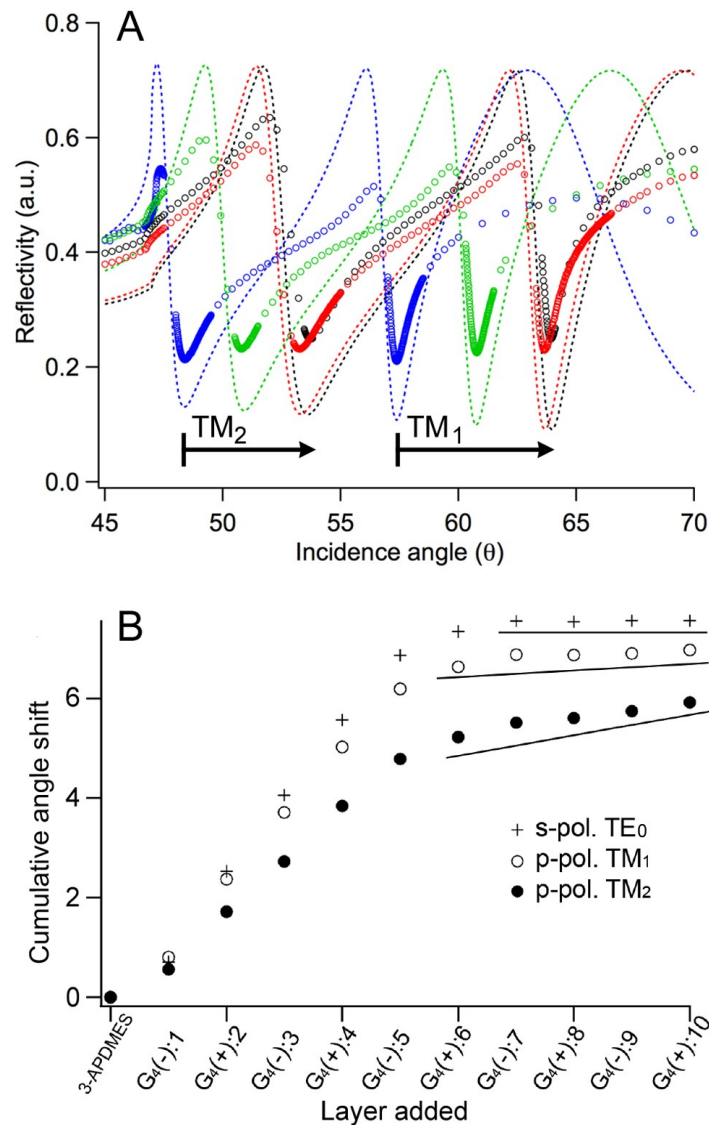 A
Reflectivity (a.u.)
0.8
0.6
0.4
0.2
0.0
TM2
TM1
45
50
55
60
65
70
Incidence angle (θ)
B
Cumulative angle shift
6
4
2
0
s-pol. TE0
p-pol. TM1
p-pol. TM2
3-APDMES
G4(-):1
G4(+):2
G4(-):3
G4(+):4
G4(-):5
G4(+):6
G4(-):7
G4(+):8
G4(-):9
G4(+):10
Layer added